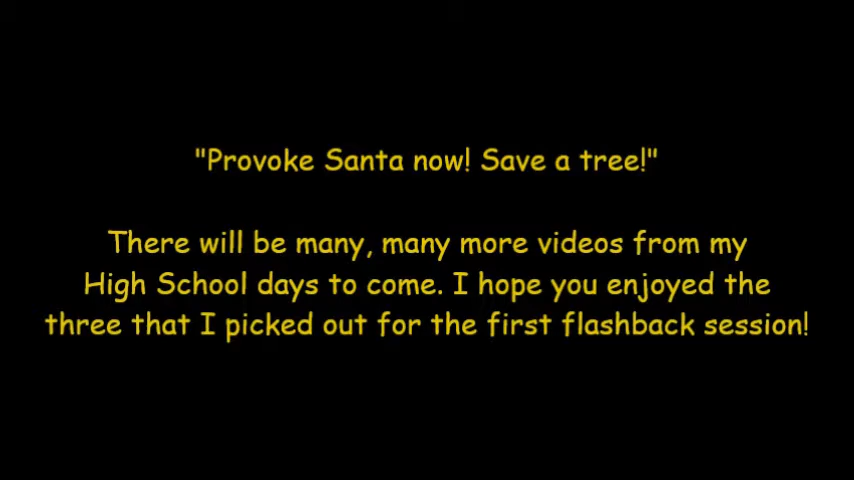 "Provoke Santa now! Save a tree!"
There will be many, many more videos from my
High School days to come. I hope you enjoyed the
three that I picked out for the first flashback session!